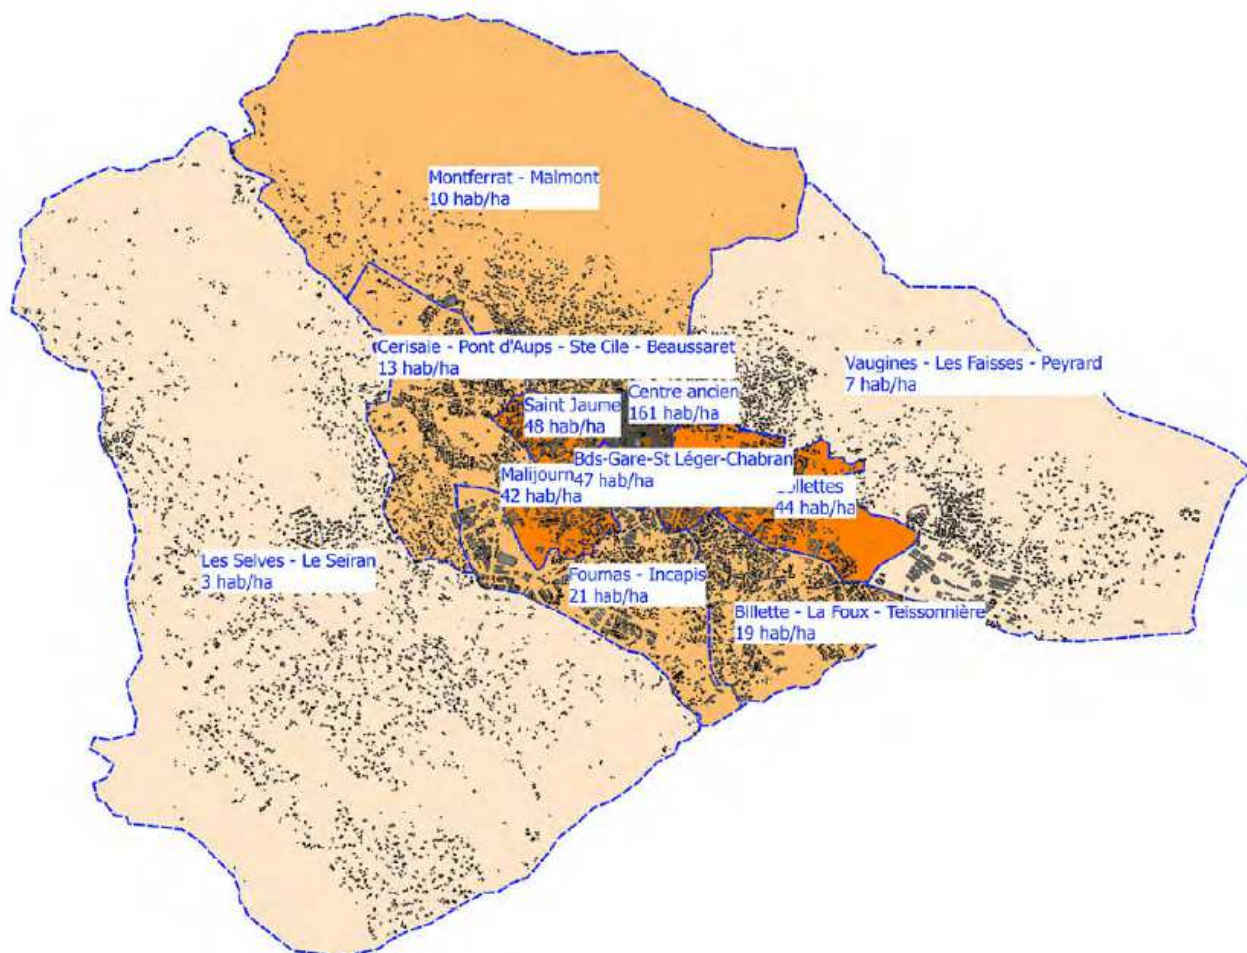 Montferrat - Malmont
10 hab/ha
Cerisaie - Pont d'Aups - Ste Cile - Beaussaret
13 hab/ha
Vaugines - Les Faisses - Peyrard
7 hab/ha
Centre ancien
161 hab/ha
Saint Jaume
48 hab/ha
Bds-Gare-St Léger-Chabran
47 hab/ha
Malijourn
42 hab/ha
ollettes
44 hab/ha
Les Selves - Le Seiran
3 hab/ha
Fournas - Incapis
21 hab/ha
Billette - La Foux - Teissonnière
19 hab/ha